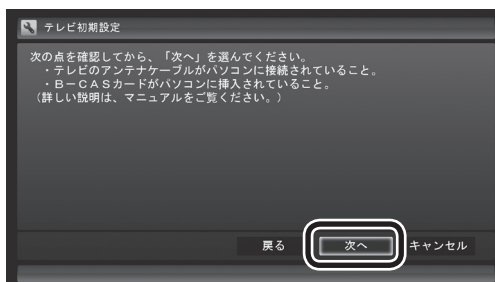 テレビ初期設定
次の点を確認してから、「次へ」を選んでください。
・テレビのアンテナケーブルがパソコンに接続されていること。
・B－CASカードがパソコンに挿入されていること。
（詳しい説明は、マニュアルをご覧ください。）
戻る 次へ キャンセル